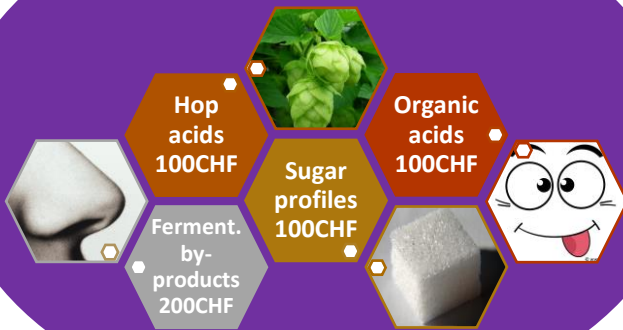 Hop
acids
100CHF
Organic
acids
100CHF
Sugar
profiles
100CHF
Ferment.
by-
products
200CHF